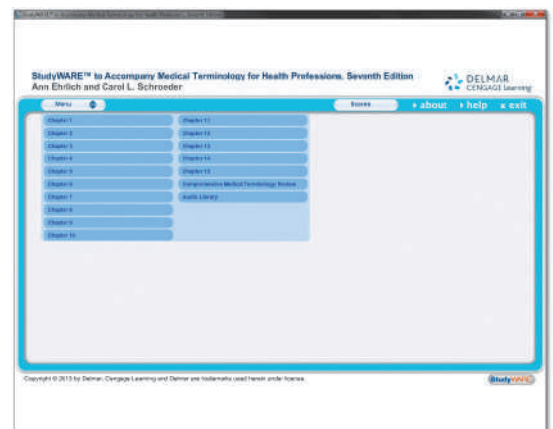 StudyWARE™ to Accompany Medical Terminology for Health Professions, Seventh Edition
Ann Ehrlich and Carol L. Schroeder
DELMAR
CENGAGE Learning
Menu
Scores
about
help
exit
Chapter 1
Chapter 2
Chapter 3
Chapter 4
Chapter 5
Chapter 6
Chapter 7
Chapter 8
Chapter 9
Chapter 10
Chapter 11
Chapter 12
Chapter 13
Chapter 14
Chapter 15
Comprehensive Medical Terminology Review
Audio Library
Copyright © 2013 by Delmar, Cengage Learning and Delmar are trademarks used herein under license.
StudyWARE